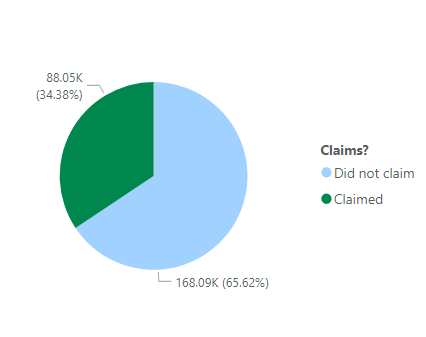 88.05K
(34.38%)
Claims?
Did not claim
Claimed
168.09K (65.62%)